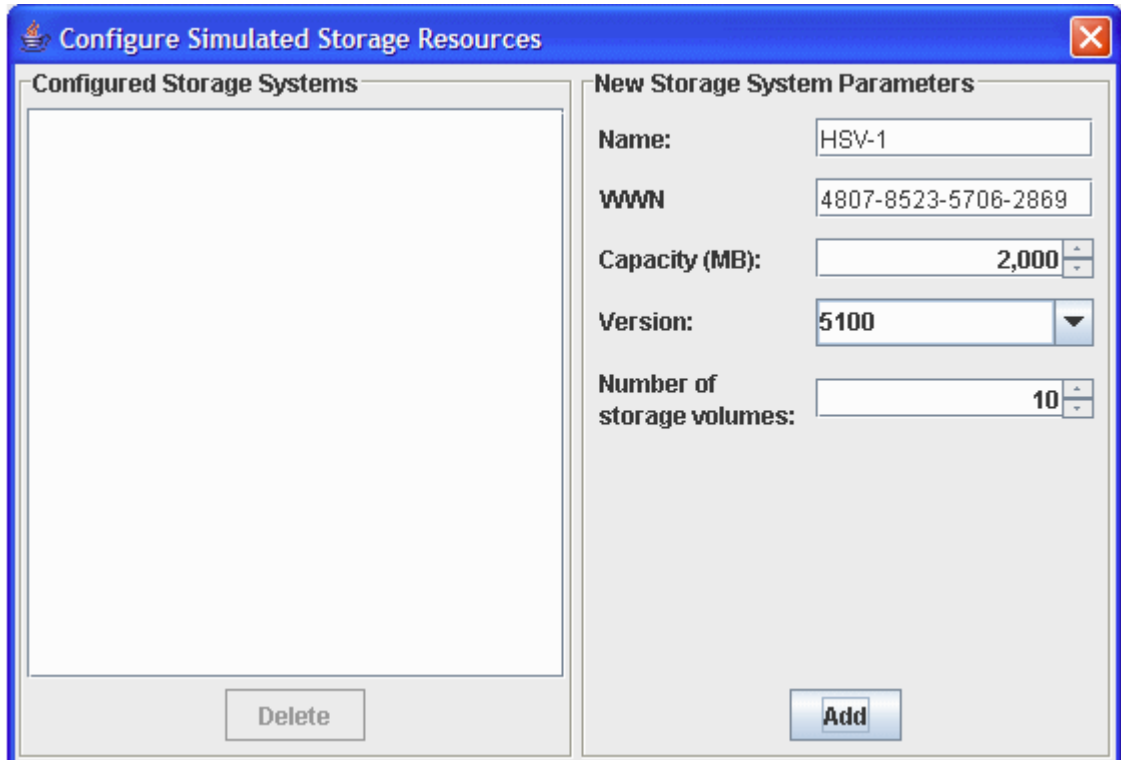 Configure Simulated Storage Resources
Configured Storage Systems
Delete
New Storage System Parameters
Name: HSV-1
WWN 4807-8523-5706-2869
Capacity (MB): 2,000
Version: 5100
Number of
storage volumes: 10
Add